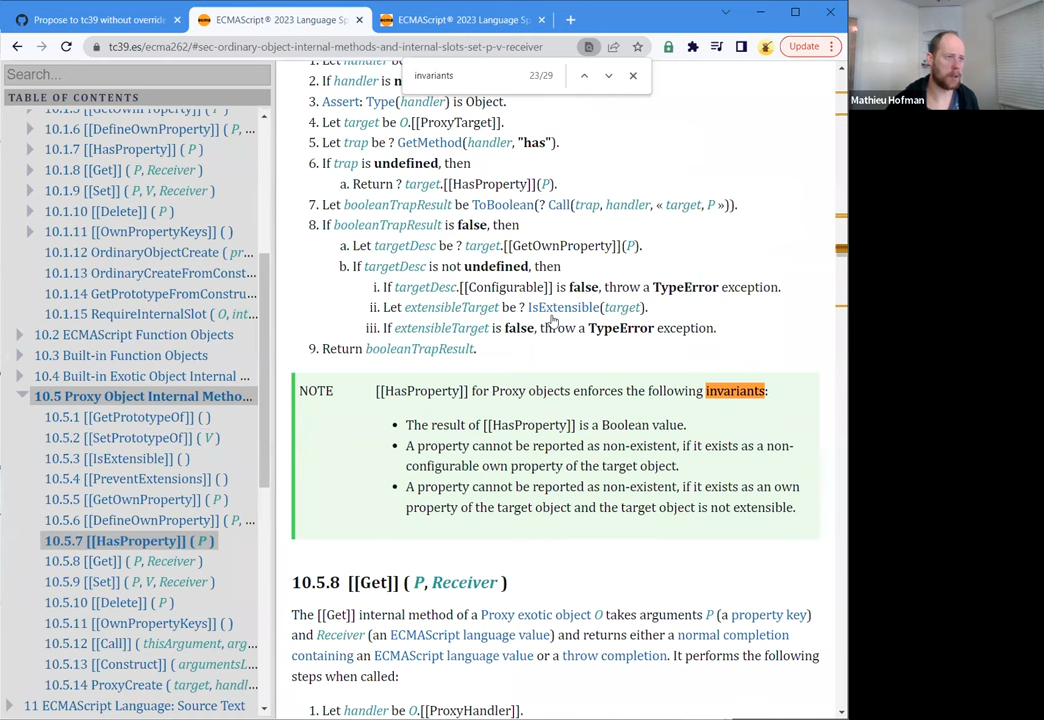 Propose to tc39 without overrid
ECMAScript® 2023 Language Sp
ECMAScript® 2023 Language Sp
tc39.es/ecma262/#sec-ordinary-object-internal-methods-and-internal-slots-set-p-v-receiver
Update
invariants 23/29
Search...
TABLE OF CONTENTS
10.1.6 [[DefineOwnProperty]] ( P, ...
10.1.7 [[HasProperty]] ( P )
10.1.8 [[Get]] ( P, Receiver )
10.1.9 [[Set]] ( P, V, Receiver )
10.1.10 [[Delete]] ( P )
10.1.11 [[OwnPropertyKeys]] ( )
10.1.12 OrdinaryObjectCreate ( pr...
10.1.13 OrdinaryCreateFromConst...
10.1.14 GetPrototypeFromConstru...
10.1.15 RequireInternalSlot ( O, int...
10.2 ECMAScript Function Objects
10.3 Built-in Function Objects
10.4 Built-in Exotic Object Internal ...
10.5 Proxy Object Internal Metho...
10.5.1 [[GetPrototypeOf]] ( )
10.5.2 [[SetPrototypeOf]] ( V )
10.5.3 [[IsExtensible]] ( )
10.5.4 [[PreventExtensions]] ( )
10.5.5 [[GetOwnProperty]] ( P )
10.5.6 [[DefineOwnProperty]] ( P, ...
10.5.7 [[HasProperty]] ( P )
10.5.8 [[Get]] ( P, Receiver )
10.5.9 [[Set]] ( P, V, Receiver )
10.5.10 [[Delete]] ( P )
10.5.11 [[OwnPropertyKeys]] ( )
10.5.12 [[Call]] ( thisArgument, arg...
10.5.13 [[Construct]] ( argumentsL...
10.5.14 ProxyCreate ( target, handl...
11 ECMAScript Language: Source Text
1. Let handler be
2. If handler is n
3. Assert: Type(handler) is Object.
4. Let target be O.[[ProxyTarget]].
5. Let trap be ? GetMethod(handler, "has").
6. If trap is undefined, then
a. Return ? target.[[HasProperty]](P).
7. Let booleanTrapResult be ToBoolean(? Call(trap, handler, « target, P »)).
8. If booleanTrapResult is false, then
a. Let targetDesc be ? target.[[GetOwnProperty]](P).
b. If targetDesc is not undefined, then
i. If targetDesc.[[Configurable]] is false, throw a TypeError exception.
ii. Let extensibleTarget be ? IsExtensible(target).
iii. If extensibleTarget is false, throw a TypeError exception.
9. Return booleanTrapResult.
NOTE [[HasProperty]] for Proxy objects enforces the following invariants:
• The result of [[HasProperty]] is a Boolean value.
• A property cannot be reported as non-existent, if it exists as a non-
configurable own property of the target object.
• A property cannot be reported as non-existent, if it exists as an own
property of the target object and the target object is not extensible.
10.5.8 [[Get]] ( P, Receiver )
The [[Get]] internal method of a Proxy exotic object O takes arguments P (a property key)
and Receiver (an ECMAScript language value) and returns either a normal completion
containing an ECMAScript language value or a throw completion. It performs the following
steps when called:
1. Let handler be O.[[ProxyHandler]].
Mathieu Hofman